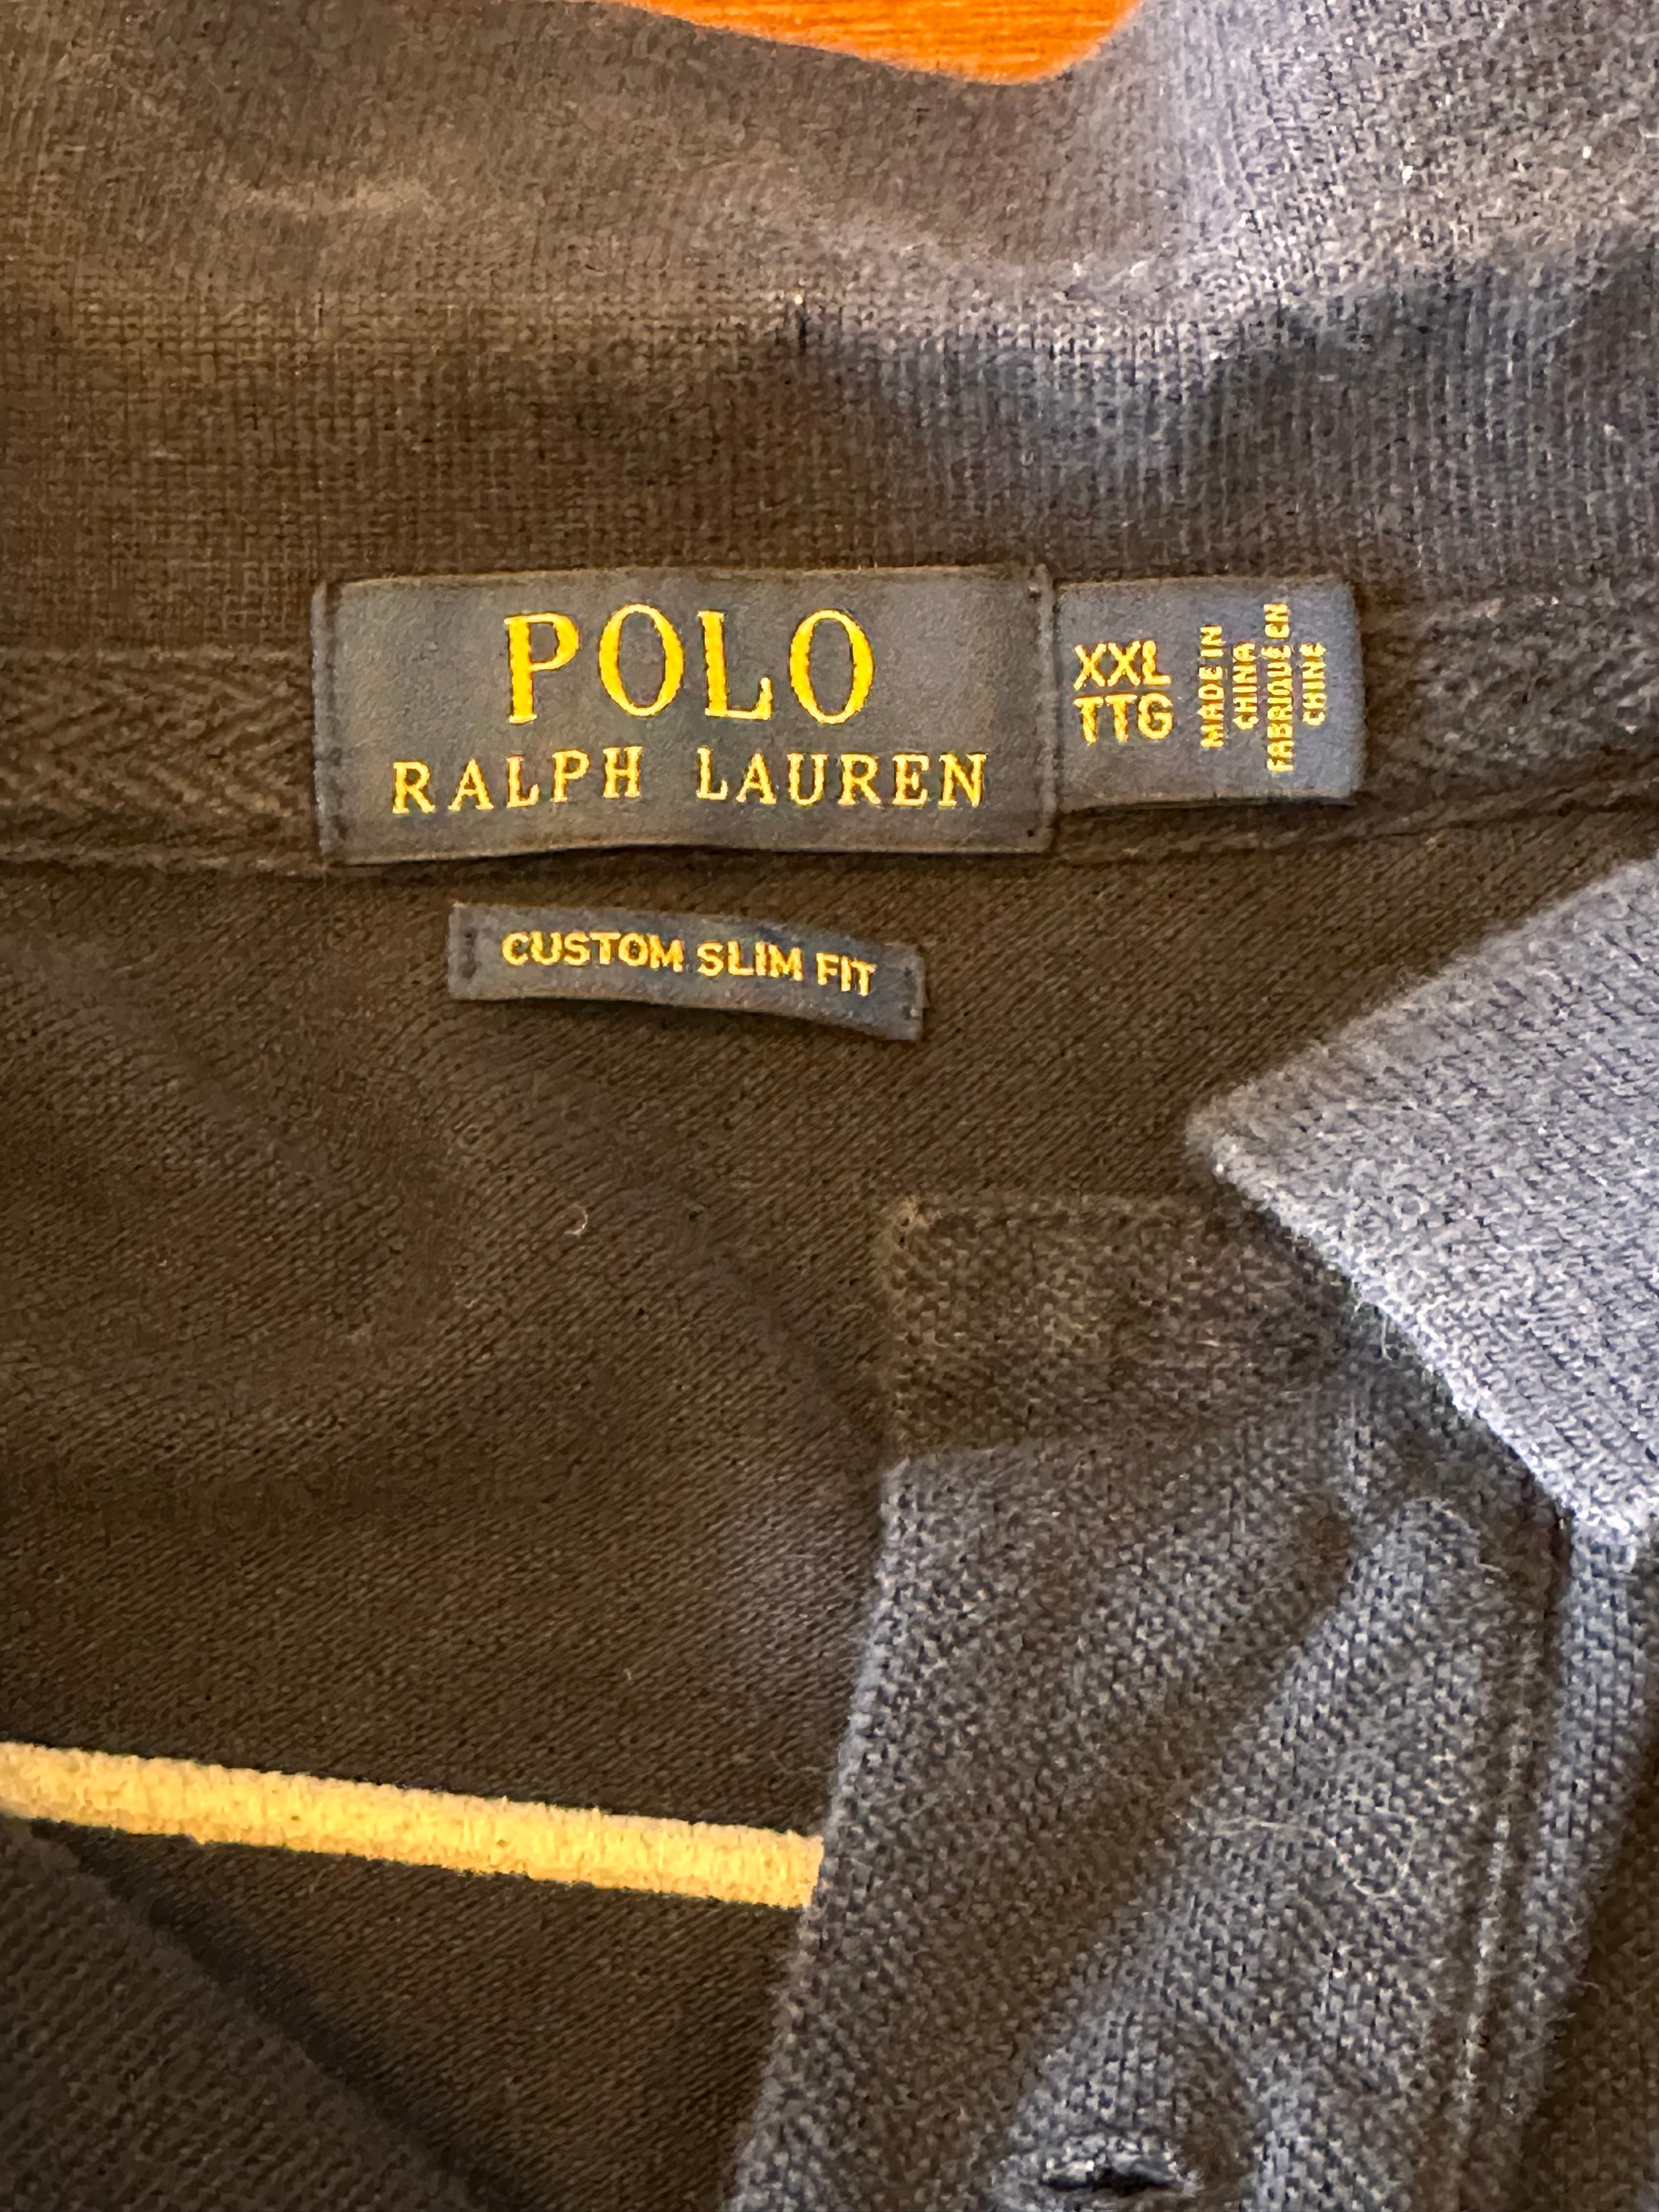 POLO
RALPH LAUREN
XXL
TTG
MADE IN
CHINA
FABRIQUÉ EN
CHINE
CUSTOM SLIM FIT